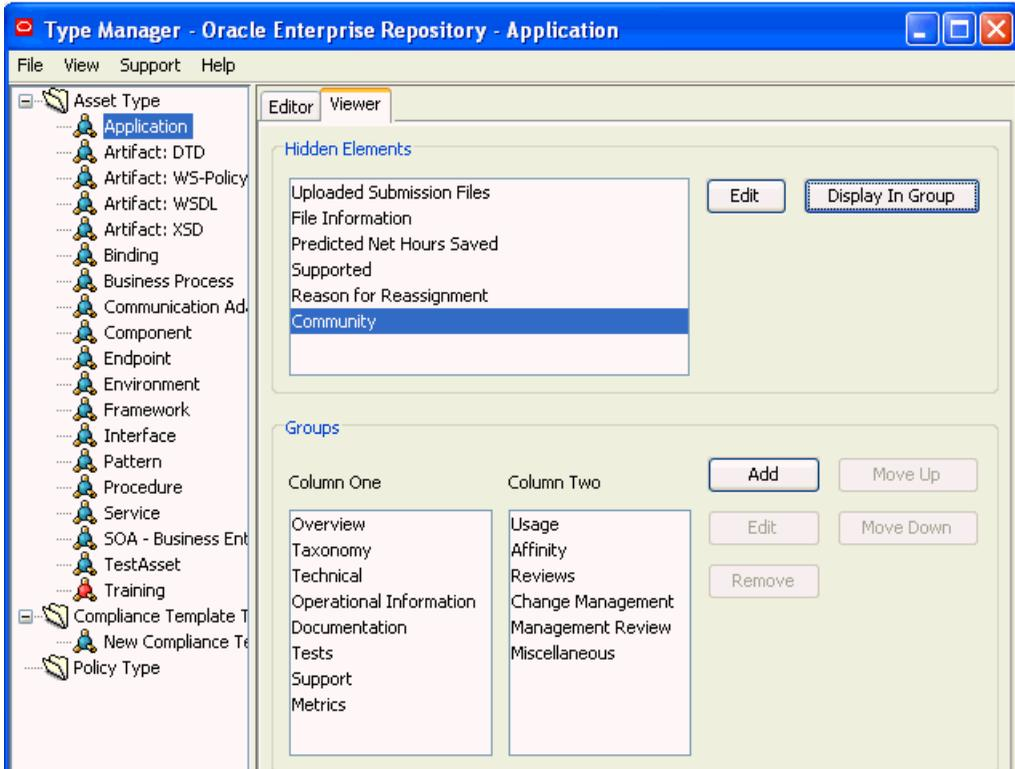 Type Manager - Oracle Enterprise Repository - Application
File View Support Help
Asset Type
Application
Artifact: DTD
Artifact: WS-Policy
Artifact: WSDL
Artifact: XSD
Binding
Business Process
Communication Ad
Component
Endpoint
Environment
Framework
Interface
Pattern
Procedure
Service
SOA - Business Ent
TestAsset
Training
Compliance Template T
New Compliance Te
Policy Type
Editor Viewer
Hidden Elements
Uploaded Submission Files
File Information
Predicted Net Hours Saved
Supported
Reason for Reassignment
Community
Edit Display In Group
Groups
Column One
Overview
Taxonomy
Technical
Operational Information
Documentation
Tests
Support
Metrics
Column Two
Usage
Affinity
Reviews
Change Management
Management Review
Miscellaneous
Add Move Up
Edit Move Down
Remove